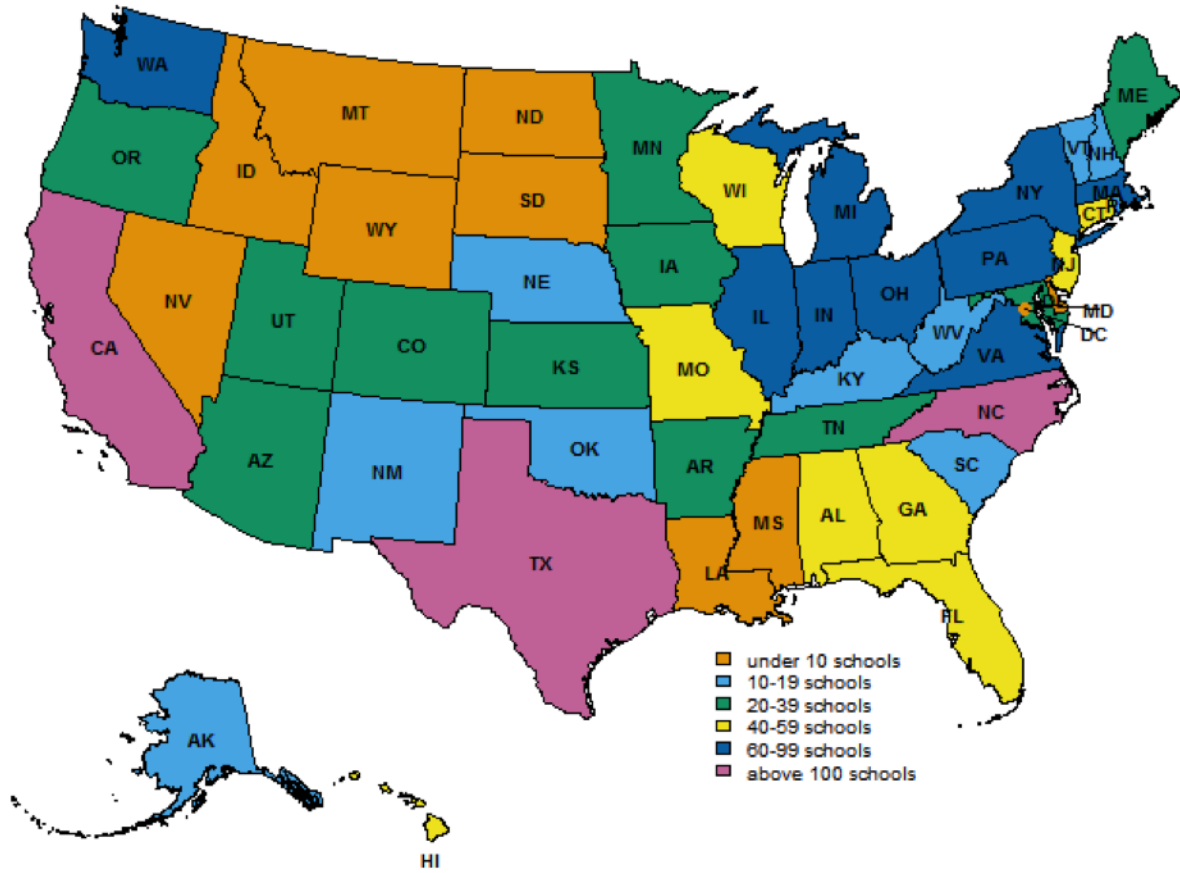 WA
MT
ND
MN
ME
OR
ID
SD
WI
VT
NH
WY
MI
NY
MA
CT
NV
NE
IA
PA
NJ
UT
CO
IL
IN
OH
MD
DC
CA
KS
MO
WV
VA
KY
AZ
NM
OK
AR
TN
NC
SC
TX
LA
MS
AL
GA
FL
under 10 schools
10-19 schools
20-39 schools
40-59 schools
60-99 schools
above 100 schools
AK
HI